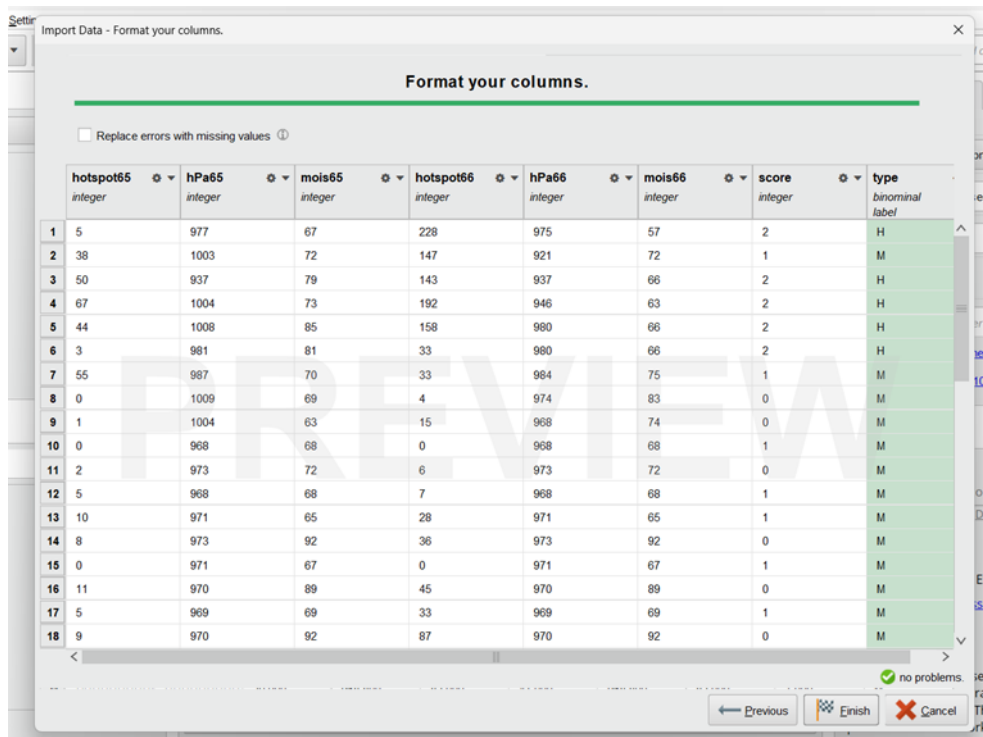 Import Data - Format your columns.
Format your columns.
Replace errors with missing values
hotspot65 hPa65 mois65 hotspot66 hPa66 mois66 score type
integer integer integer integer integer integer integer binominal
label
1 5 977 67 228 975 57 2 H
2 38 1003 72 147 921 72 1 M
3 50 937 79 143 937 66 2 H
4 67 1004 73 192 946 63 2 H
5 44 1008 85 158 980 66 2 H
6 3 981 81 33 980 66 2 H
7 55 987 70 33 984 75 1 M
8 0 1009 69 4 974 83 0 M
9 1 1004 63 15 968 74 0 M
10 0 968 68 0 968 68 1 M
11 2 973 72 6 973 72 0 M
12 5 968 68 7 968 68 1 M
13 10 971 65 28 971 65 1 M
14 8 973 92 36 973 92 0 M
15 0 971 67 0 971 67 1 M
16 11 970 89 45 970 89 0 M
17 5 969 69 33 969 69 1 M
18 9 970 92 87 970 92 0 M
PREVIEW
no problems.
Previous Finish Cancel